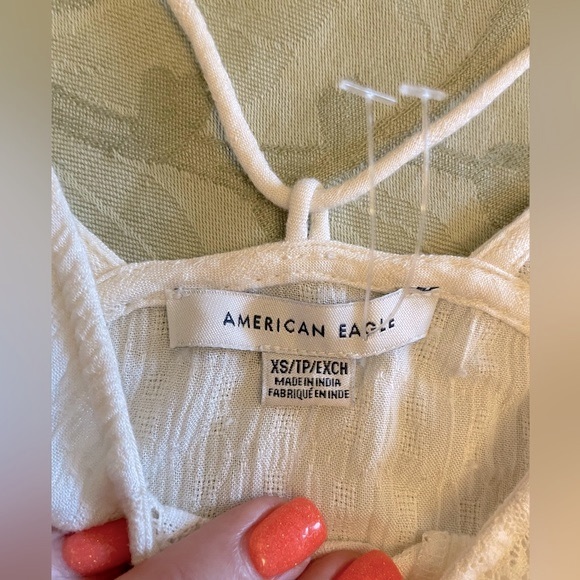 AMERICAN EAGLE
XS/TP/EXCH
MADE IN INDIA
FABRIQUÉ EN INDE